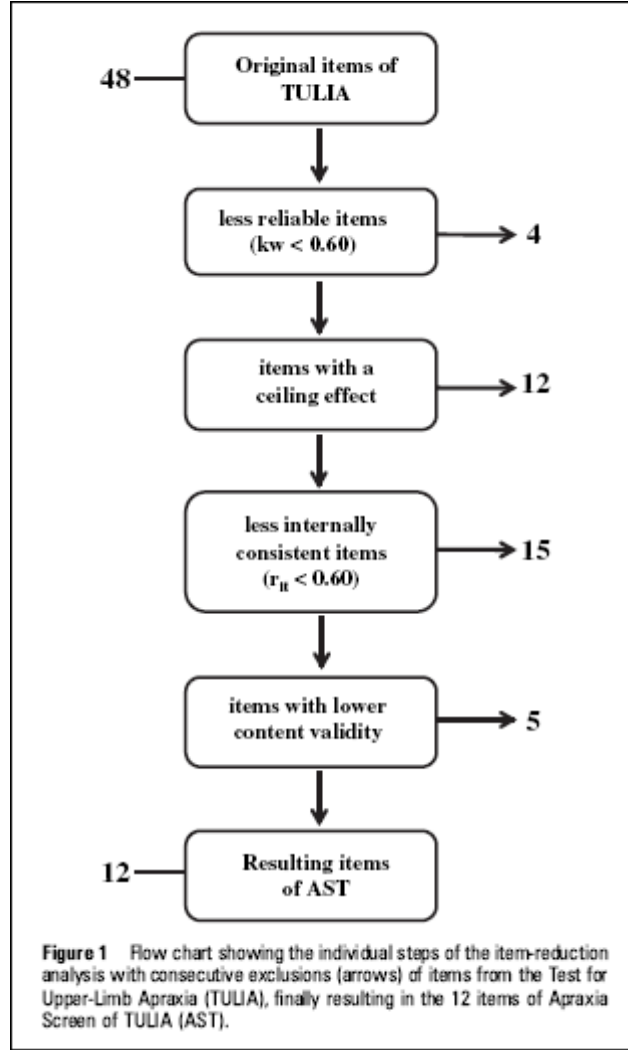 48
Original items of
TULIA
less reliable items
(kw < 0.60)
4
items with a
ceiling effect
12
less internally
consistent items
(r_it < 0.60)
15
items with lower
content validity
5
12
Resulting items
of AST
Figure 1 Flow chart showing the individual steps of the item-reduction
analysis with consecutive exclusions (arrows) of items from the Test for
Upper-Limb Apraxia (TULIA), finally resulting in the 12 items of Apraxia
Screen of TULIA (AST).